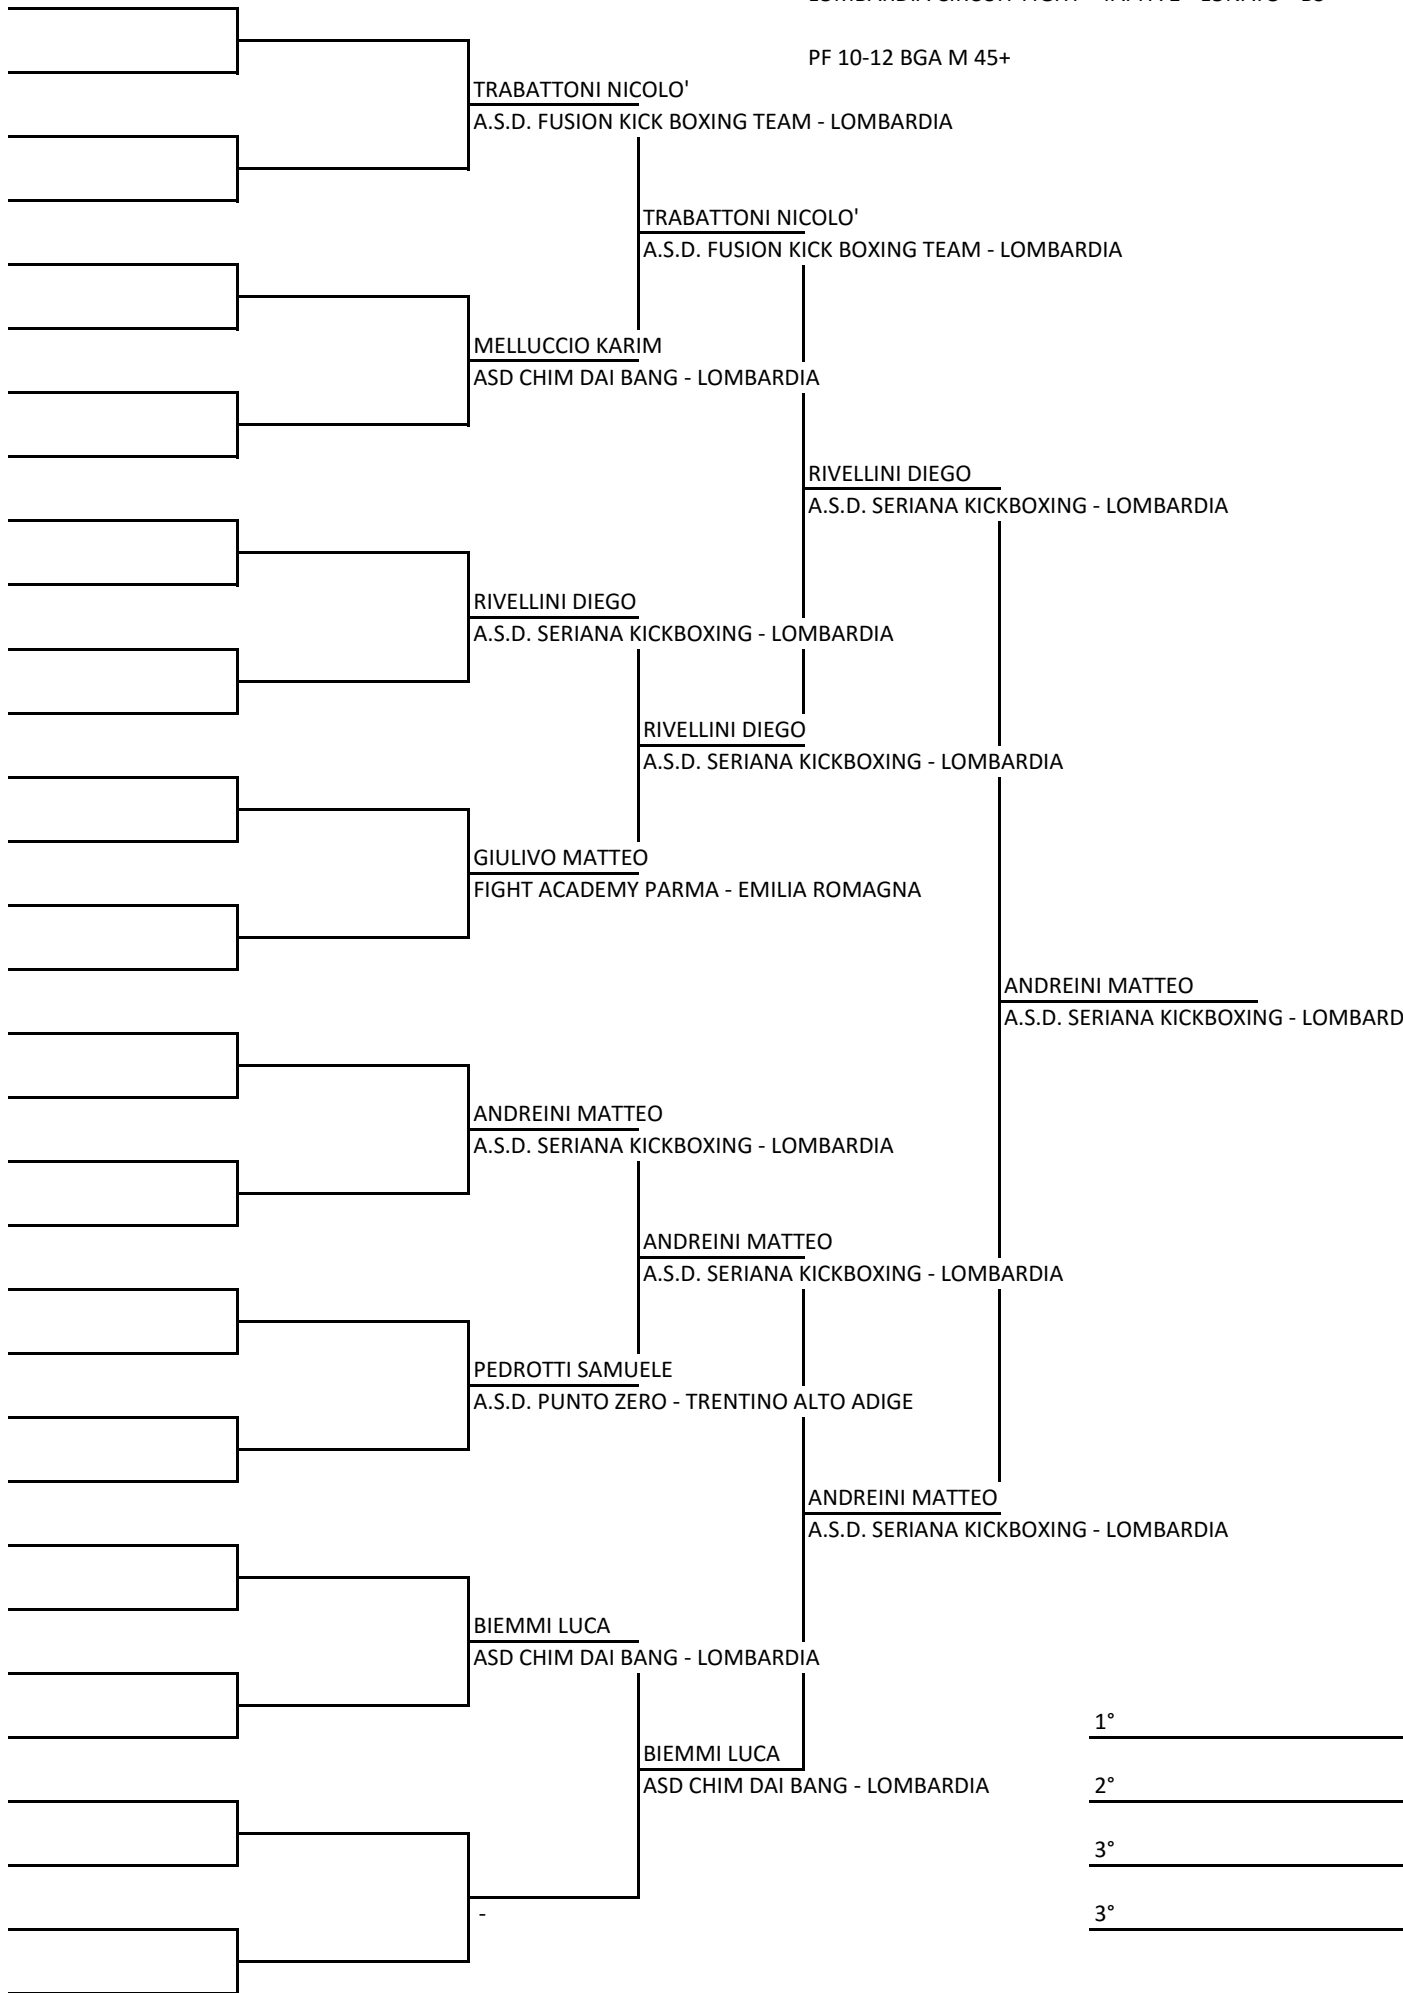 PF 10-12 BGA M 45+
TRABATTONI NICOLO'
A.S.D. FUSION KICK BOXING TEAM - LOMBARDIA
TRABATTONI NICOLO'
A.S.D. FUSION KICK BOXING TEAM - LOMBARDIA
MELLUCCIO KARIM
ASD CHIM DAI BANG - LOMBARDIA
RIVELLINI DIEGO
A.S.D. SERIANA KICKBOXING - LOMBARDIA
RIVELLINI DIEGO
A.S.D. SERIANA KICKBOXING - LOMBARDIA
RIVELLINI DIEGO
A.S.D. SERIANA KICKBOXING - LOMBARDIA
GIULIVO MATTEO
FIGHT ACADEMY PARMA - EMILIA ROMAGNA
ANDREINI MATTEO
A.S.D. SERIANA KICKBOXING - LOMBARD
ANDREINI MATTEO
A.S.D. SERIANA KICKBOXING - LOMBARDIA
ANDREINI MATTEO
A.S.D. SERIANA KICKBOXING - LOMBARDIA
PEDROTTI SAMUELE
A.S.D. PUNTO ZERO - TRENTINO ALTO ADIGE
ANDREINI MATTEO
A.S.D. SERIANA KICKBOXING - LOMBARDIA
BIEMMI LUCA
ASD CHIM DAI BANG - LOMBARDIA
1°
BIEMMI LUCA
ASD CHIM DAI BANG - LOMBARDIA
2°
3°
-
3°